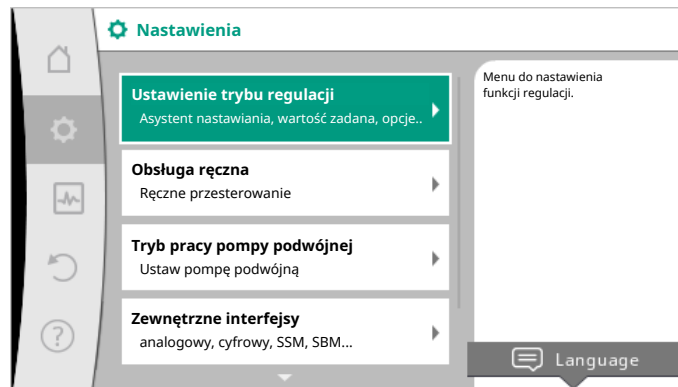 Nastawienia
Ustawienie trybu regulacji
Asystent nastawiania, wartość zadana, opcje..
Obsługa ręczna
Ręczne przesterowanie
Tryb pracy pompy podwójnej
Ustaw pompę podwójną
Zewnętrzne interfejsy
analogowy, cyfrowy, SSM, SBM...
Menu do nastawienia
funkcji regulacji.
?
Language